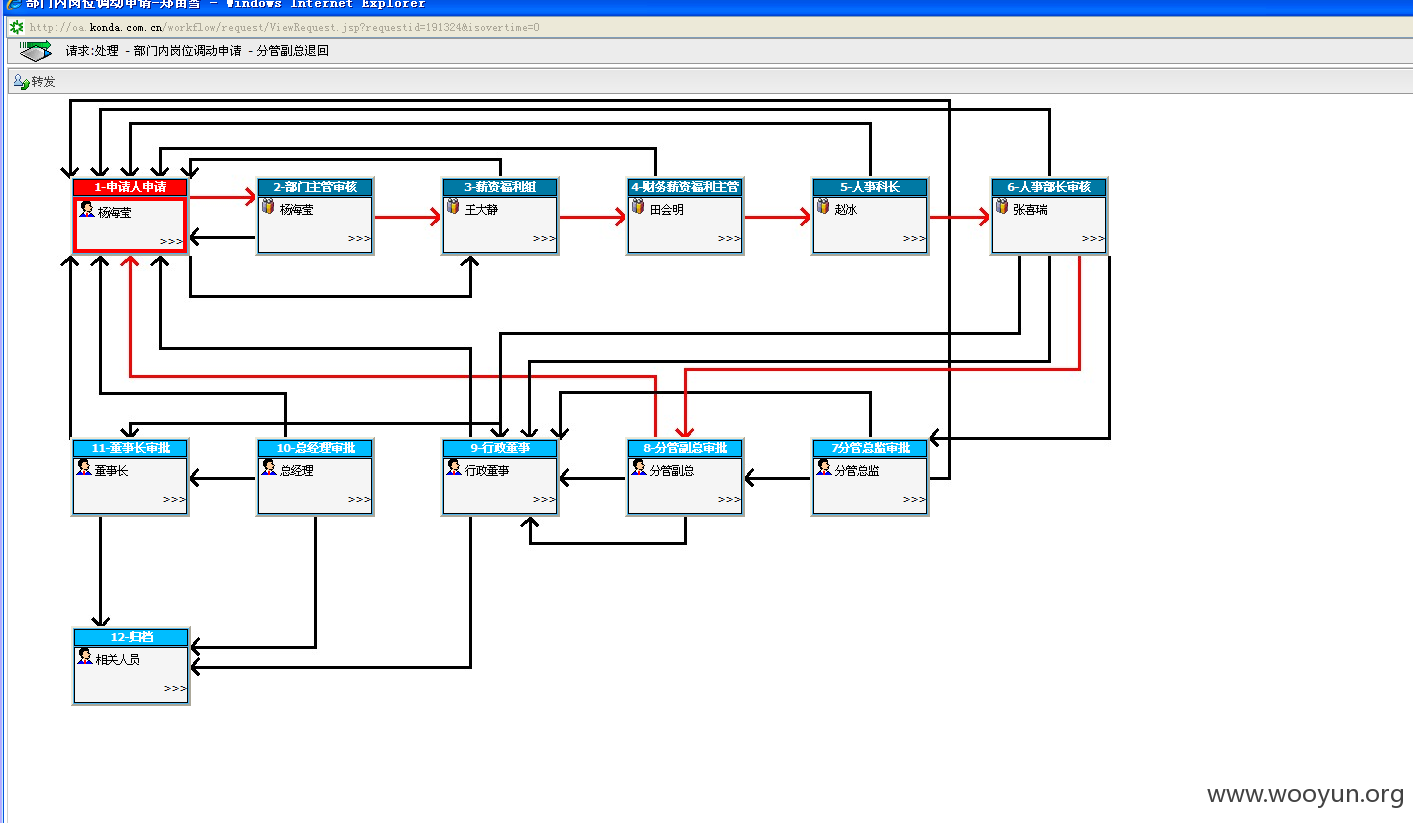 部门内岗位调动申请-郑苗雪 - Windows Internet Explorer
http://oa.konda.com.cn/workflow/request/ViewRequest.jsp?requestid=191324&isovertime=0
请求:处理 - 部门内岗位调动申请 - 分管副总退回
转发
1-申请人申请
杨海莹
>>>
2-部门主管审核
杨海莹
>>>
3-薪资福利组
王大静
>>>
4-财务薪资福利主管
田会明
>>>
5-人事科长
赵冰
>>>
6-人事部长审核
张喜瑞
>>>
11-董事长审批
董事长
>>>
10-总经理审批
总经理
>>>
9-行政董事
行政董事
>>>
8-分管副总审批
分管副总
>>>
7分管总监审批
分管总监
>>>
12-归档
相关人员
>>>
www.wooyun.org